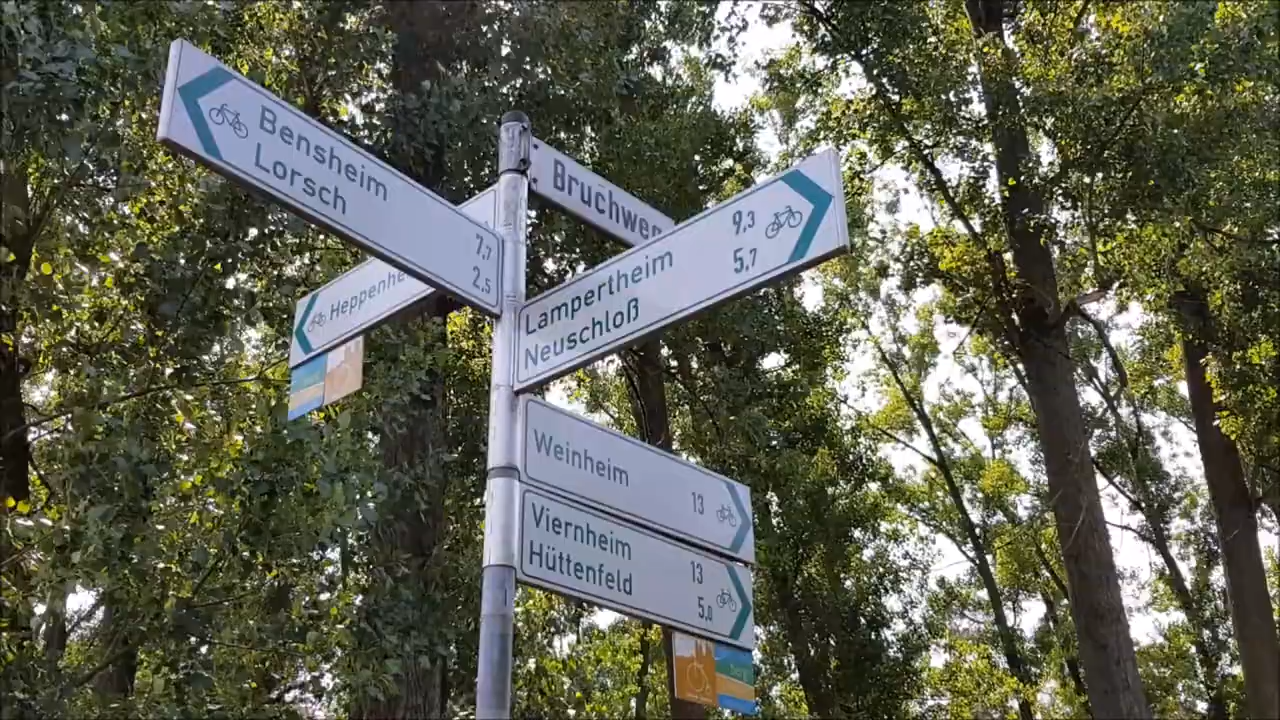 Bensheim 7,7
Lorsch 2,5
Bruchweg
Heppenhe
Lampertheim 9,3
Neuschloß 5,7
Weinheim 13
Viernheim 13
Hüttenfeld 5,0